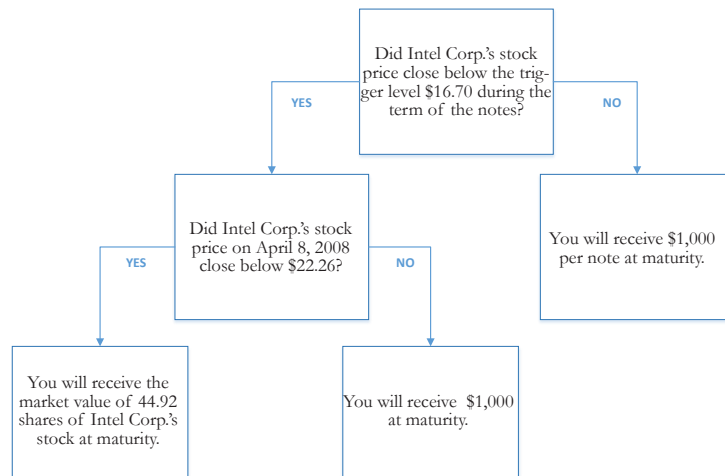 Did Intel Corp.'s stock
price close below the trig-
ger level $16.70 during the
term of the notes?
YES
NO
Did Intel Corp.'s stock
price on April 8, 2008
close below $22.26?
You will receive $1,000
per note at maturity.
YES
NO
You will receive the
market value of 44.92
shares of Intel Corp.'s
stock at maturity.
You will receive $1,000
at maturity.